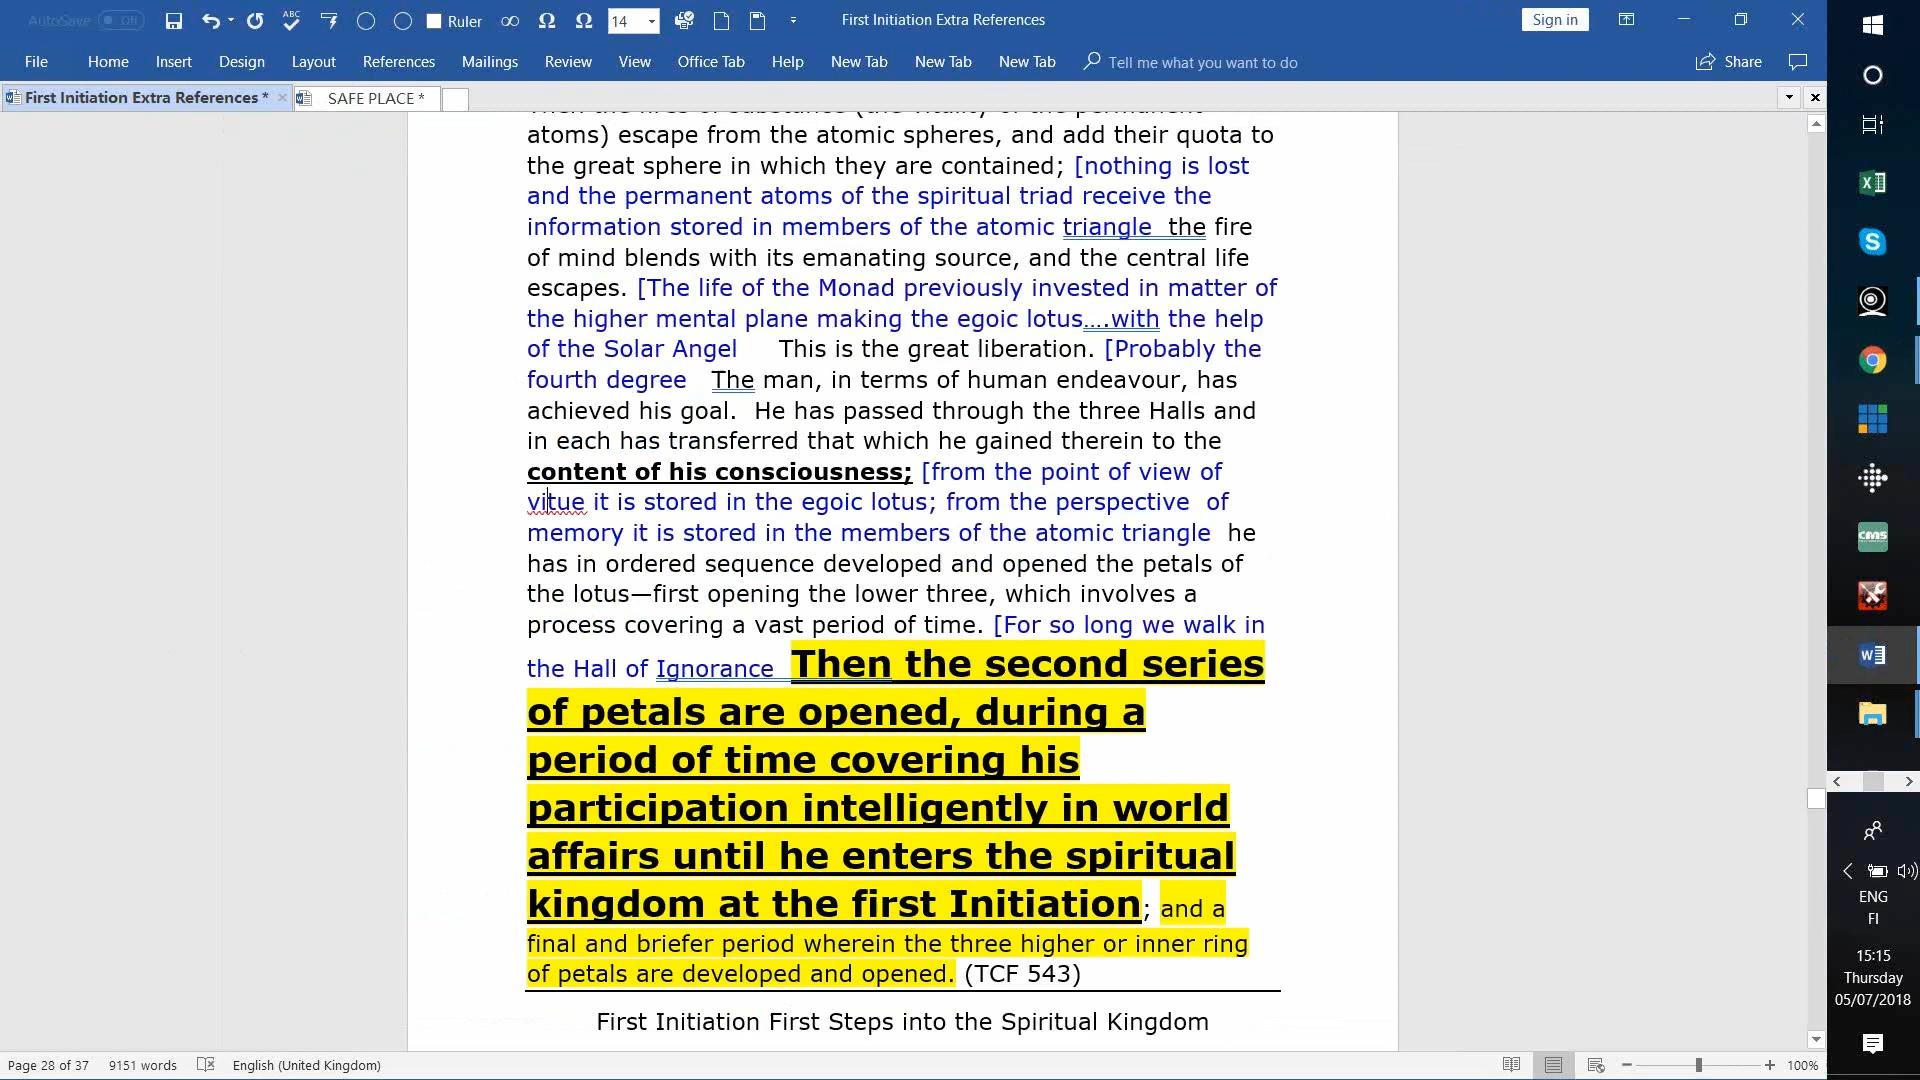 AutoSave Off ABC Ruler 14 First Initiation Extra References Sign in
File Home Insert Design Layout References Mailings Review View Office Tab Help New Tab New Tab New Tab Tell me what you want to do Share
First Initiation Extra References * SAFE PLACE *
atoms) escape from the atomic spheres, and add their quota to
the great sphere in which they are contained; [nothing is lost
and the permanent atoms of the spiritual triad receive the
information stored in members of the atomic triangle the fire
of mind blends with its emanating source, and the central life
escapes. [The life of the Monad previously invested in matter of
the higher mental plane making the egoic lotus….with the help
of the Solar Angel This is the great liberation. [Probably the
fourth degree The man, in terms of human endeavour, has
achieved his goal. He has passed through the three Halls and
in each has transferred that which he gained therein to the
content of his consciousness; [from the point of view of
vitue it is stored in the egoic lotus; from the perspective of
memory it is stored in the members of the atomic triangle he
has in ordered sequence developed and opened the petals of
the lotus—first opening the lower three, which involves a
process covering a vast period of time. [For so long we walk in
the Hall of Ignorance Then the second series
of petals are opened, during a
period of time covering his
participation intelligently in world
affairs until he enters the spiritual
kingdom at the first Initiation; and a
final and briefer period wherein the three higher or inner ring
of petals are developed and opened. (TCF 543)
First Initiation First Steps into the Spiritual Kingdom
Page 28 of 37 9151 words English (United Kingdom) 100%
cms
ENG
FI
15:15
Thursday
05/07/2018